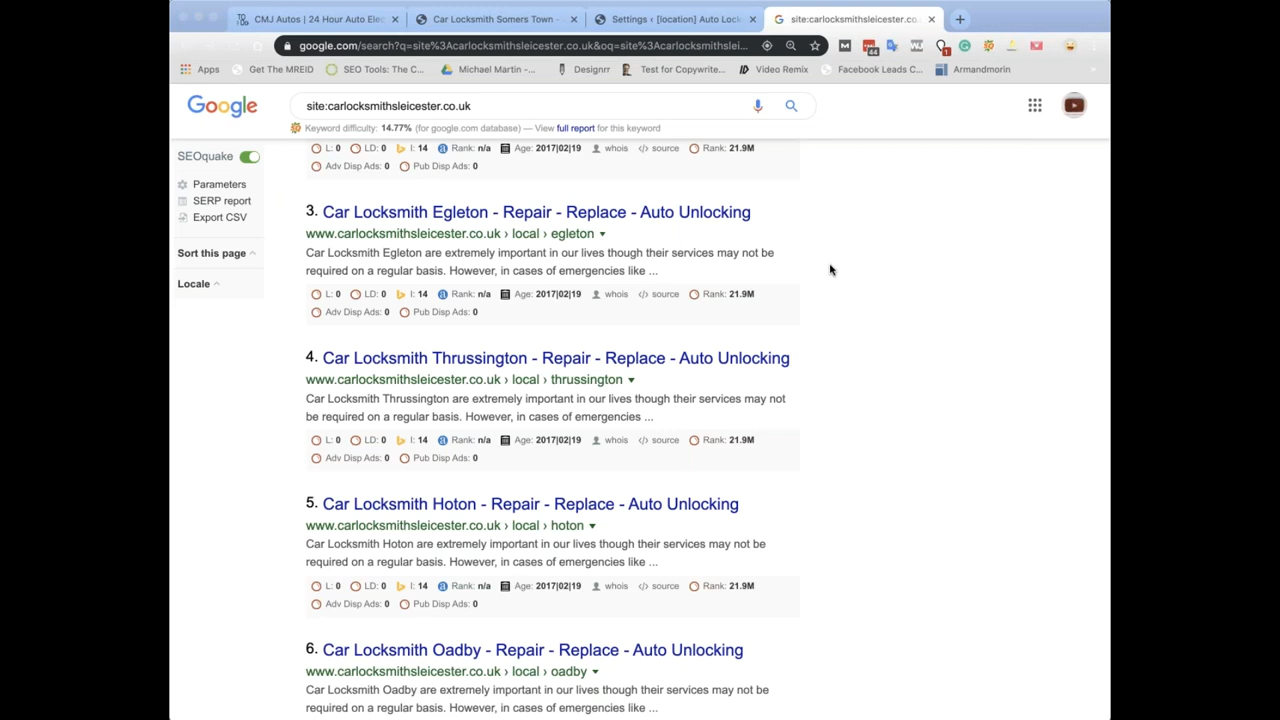 CMJ Autos | 24 Hour Auto Elec
Car Locksmith Somers Town -
Settings ‹ [location] Auto Lock
site:carlocksmithsleicester.co
google.com/search?q=site%3Acarlocksmithsleicester.co.uk&oq=site%3Acarlocksmithslei...
44
1
Apps
Get The MREID
SEO Tools: The C...
Michael Martin -...
Designrr
Test for Copywrite...
Video Remix
Facebook Leads C...
Armandmorin
»
Google
site:carlocksmithsleicester.co.uk
Keyword difficulty: 14.77% (for google.com database) — View full report for this keyword
SEOquake
Parameters
SERP report
Export CSV
Sort this page
Locale
L: 0 LD: 0 I: 14 Rank: n/a Age: 2017|02|19 whois source Rank: 21.9M
Adv Disp Ads: 0 Pub Disp Ads: 0
3. Car Locksmith Egleton - Repair - Replace - Auto Unlocking
www.carlocksmithsleicester.co.uk › local › egleton
Car Locksmith Egleton are extremely important in our lives though their services may not be
required on a regular basis. However, in cases of emergencies like ...
L: 0 LD: 0 I: 14 Rank: n/a Age: 2017|02|19 whois source Rank: 21.9M
Adv Disp Ads: 0 Pub Disp Ads: 0
4. Car Locksmith Thrussington - Repair - Replace - Auto Unlocking
www.carlocksmithsleicester.co.uk › local › thrussington
Car Locksmith Thrussington are extremely important in our lives though their services may not
be required on a regular basis. However, in cases of emergencies ...
L: 0 LD: 0 I: 14 Rank: n/a Age: 2017|02|19 whois source Rank: 21.9M
Adv Disp Ads: 0 Pub Disp Ads: 0
5. Car Locksmith Hoton - Repair - Replace - Auto Unlocking
www.carlocksmithsleicester.co.uk › local › hoton
Car Locksmith Hoton are extremely important in our lives though their services may not be
required on a regular basis. However, in cases of emergencies like ...
L: 0 LD: 0 I: 14 Rank: n/a Age: 2017|02|19 whois source Rank: 21.9M
Adv Disp Ads: 0 Pub Disp Ads: 0
6. Car Locksmith Oadby - Repair - Replace - Auto Unlocking
www.carlocksmithsleicester.co.uk › local › oadby
Car Locksmith Oadby are extremely important in our lives though their services may not be
required on a regular basis. However, in cases of emergencies like ...